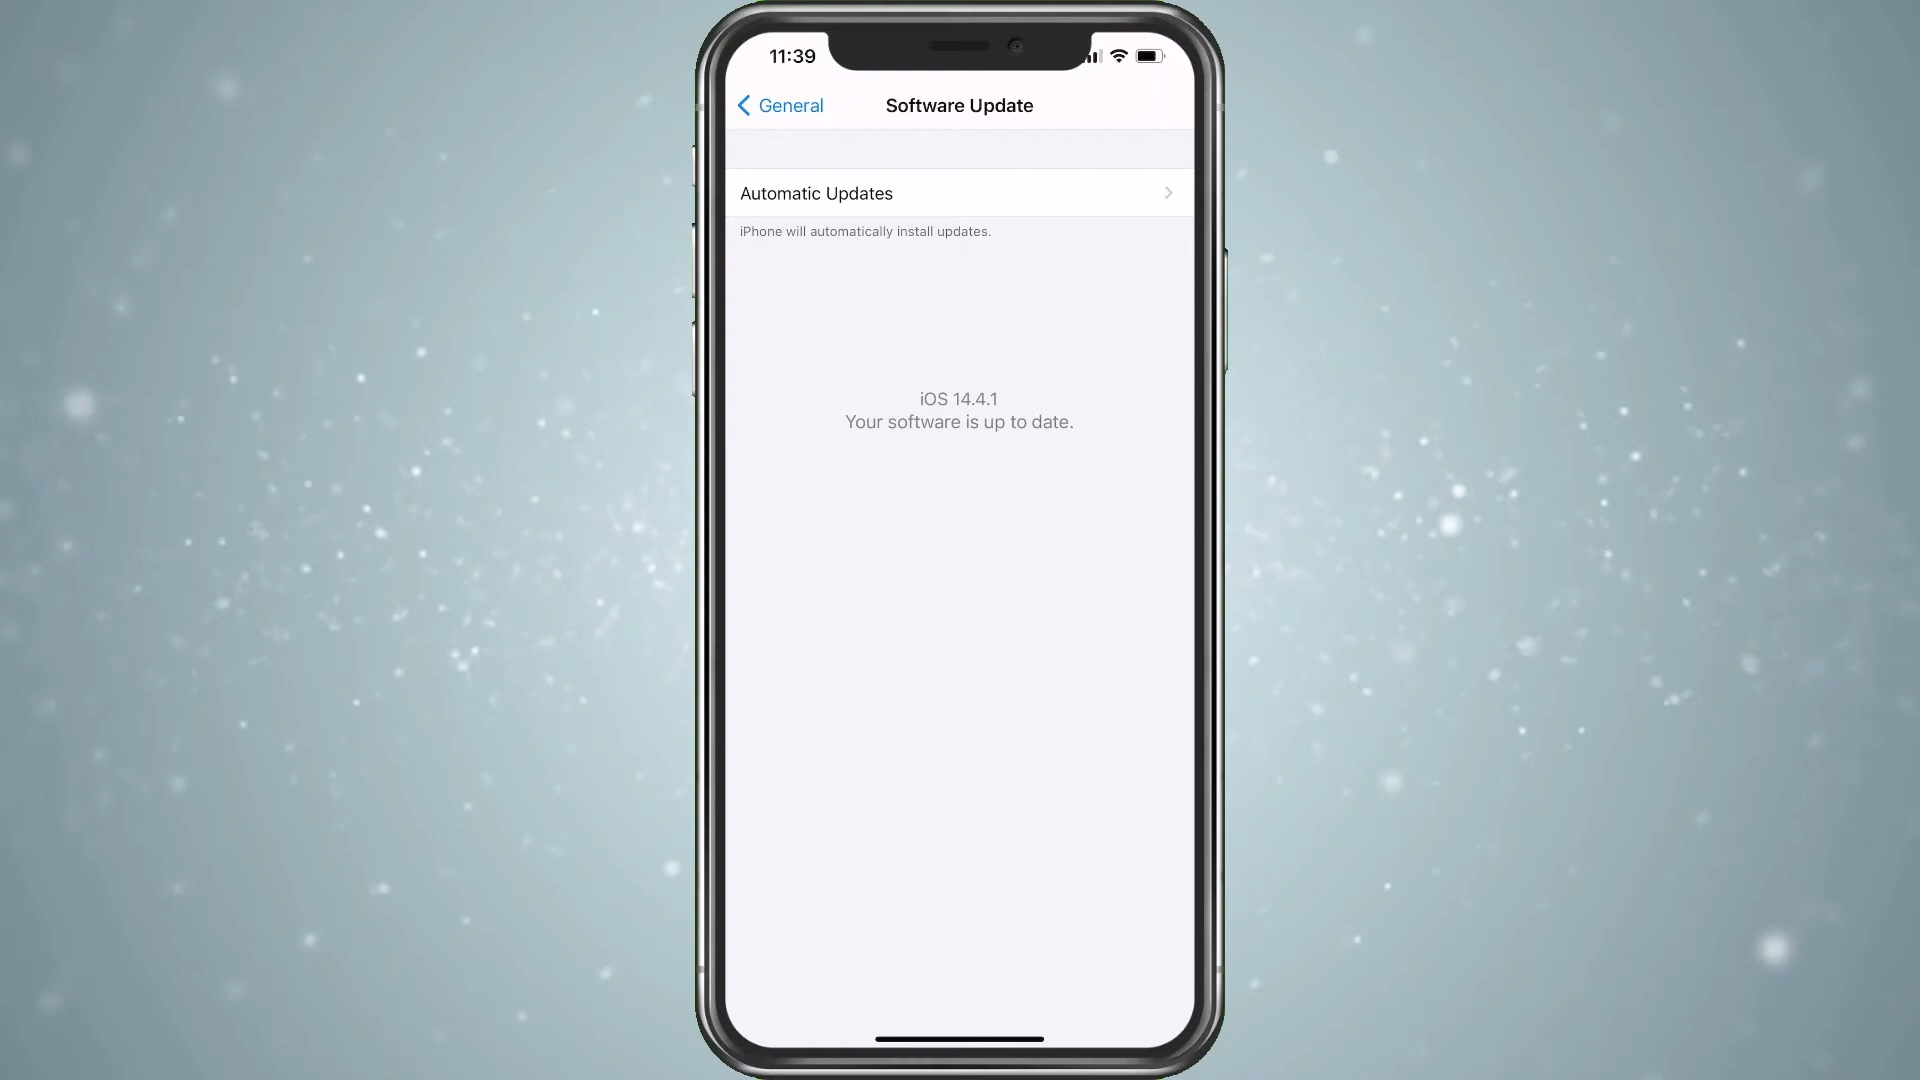 11:39
General
Software Update
Automatic Updates
iPhone will automatically install updates.
iOS 14.4.1
Your software is up to date.